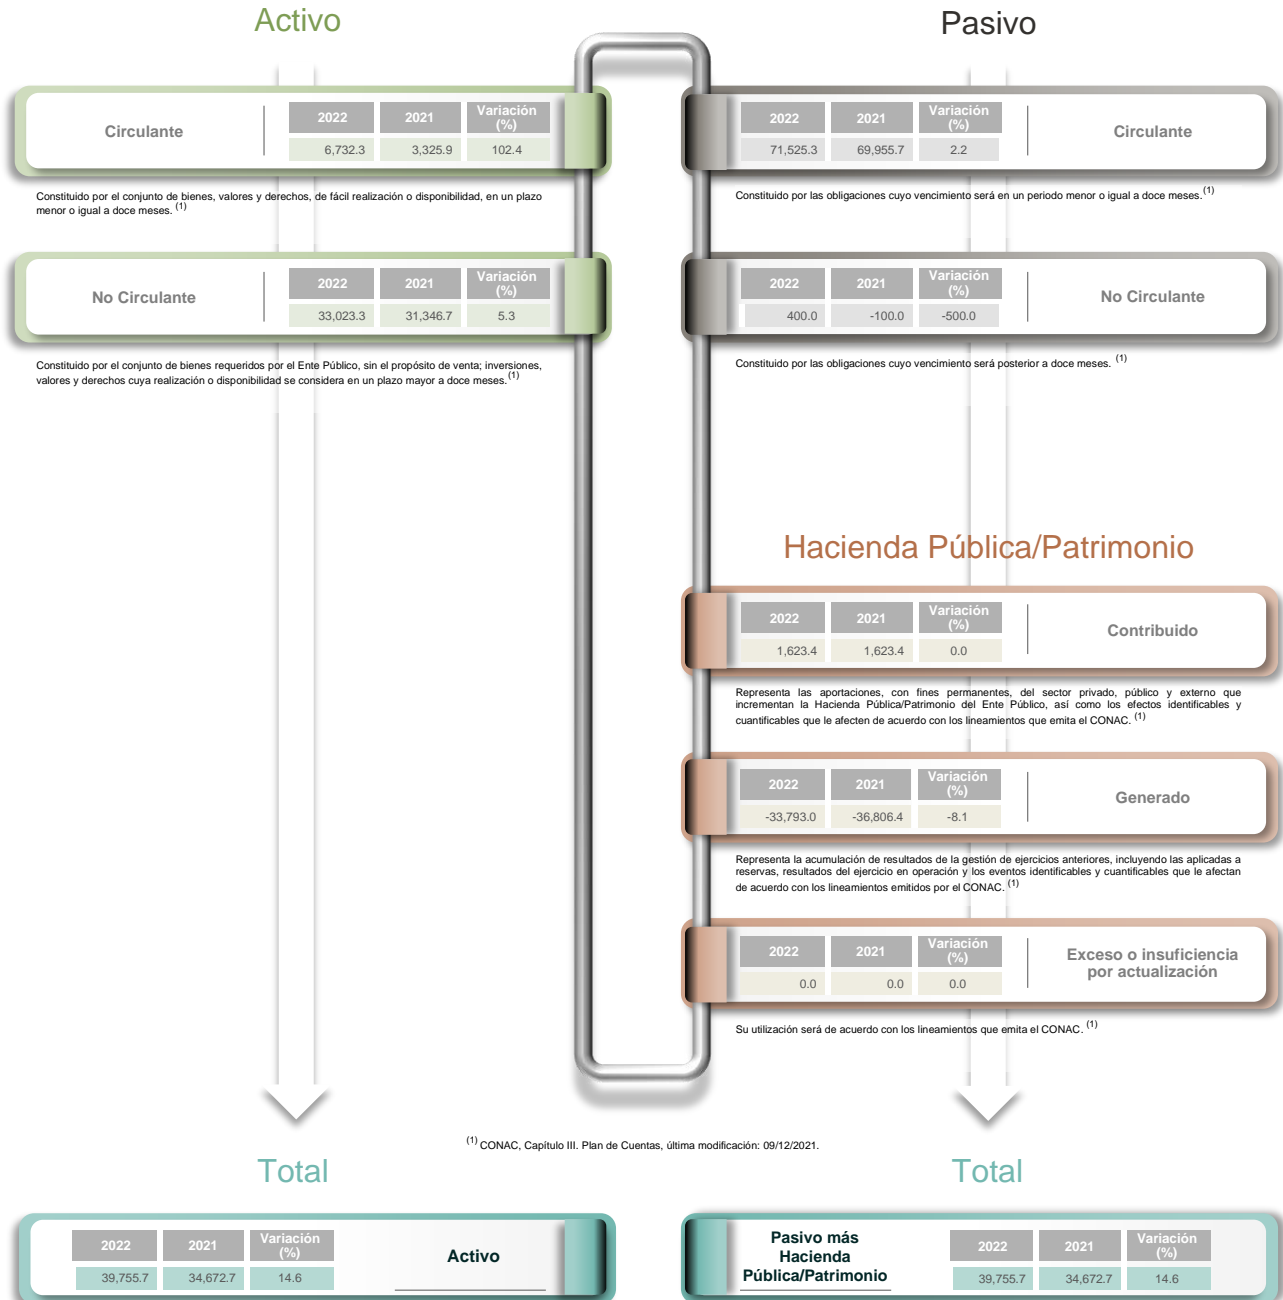 Activo
Circulante
2022 2021 Variación (%)
6,732.3 3,325.9 102.4
Constituido por el conjunto de bienes, valores y derechos, de fácil realización o disponibilidad, en un plazo
menor o igual a doce meses. (1)
No Circulante
2022 2021 Variación (%)
33,023.3 31,346.7 5.3
Constituido por el conjunto de bienes requeridos por el Ente Público, sin el propósito de venta; inversiones,
valores y derechos cuya realización o disponibilidad se considera en un plazo mayor a doce meses. (1)
Pasivo
2022 2021 Variación (%)
71,525.3 69,955.7 2.2
Circulante
Constituido por las obligaciones cuyo vencimiento será en un periodo menor o igual a doce meses. (1)
2022 2021 Variación (%)
400.0 -100.0 -500.0
No Circulante
Constituido por las obligaciones cuyo vencimiento será posterior a doce meses. (1)
Hacienda Pública/Patrimonio
2022 2021 Variación (%)
1,623.4 1,623.4 0.0
Contribuido
Representa las aportaciones, con fines permanentes, del sector privado, público y externo que
incrementan la Hacienda Pública/Patrimonio del Ente Público, así como los efectos identificables y
cuantificables que le afecten de acuerdo con los lineamientos que emita el CONAC. (1)
2022 2021 Variación (%)
-33,793.0 -36,806.4 -8.1
Generado
Representa la acumulación de resultados de la gestión de ejercicios anteriores, incluyendo las aplicadas a
reservas, resultados del ejercicio en operación y los eventos identificables y cuantificables que le afectan
de acuerdo con los lineamientos emitidos por el CONAC. (1)
2022 2021 Variación (%)
0.0 0.0 0.0
Exceso o insuficiencia
por actualización
Su utilización será de acuerdo con los lineamientos que emita el CONAC. (1)
(1) CONAC, Capítulo III. Plan de Cuentas, última modificación: 09/12/2021.
Total
2022 2021 Variación (%)
39,755.7 34,672.7 14.6
Activo
Total
Pasivo más
Hacienda
Pública/Patrimonio
2022 2021 Variación (%)
39,755.7 34,672.7 14.6